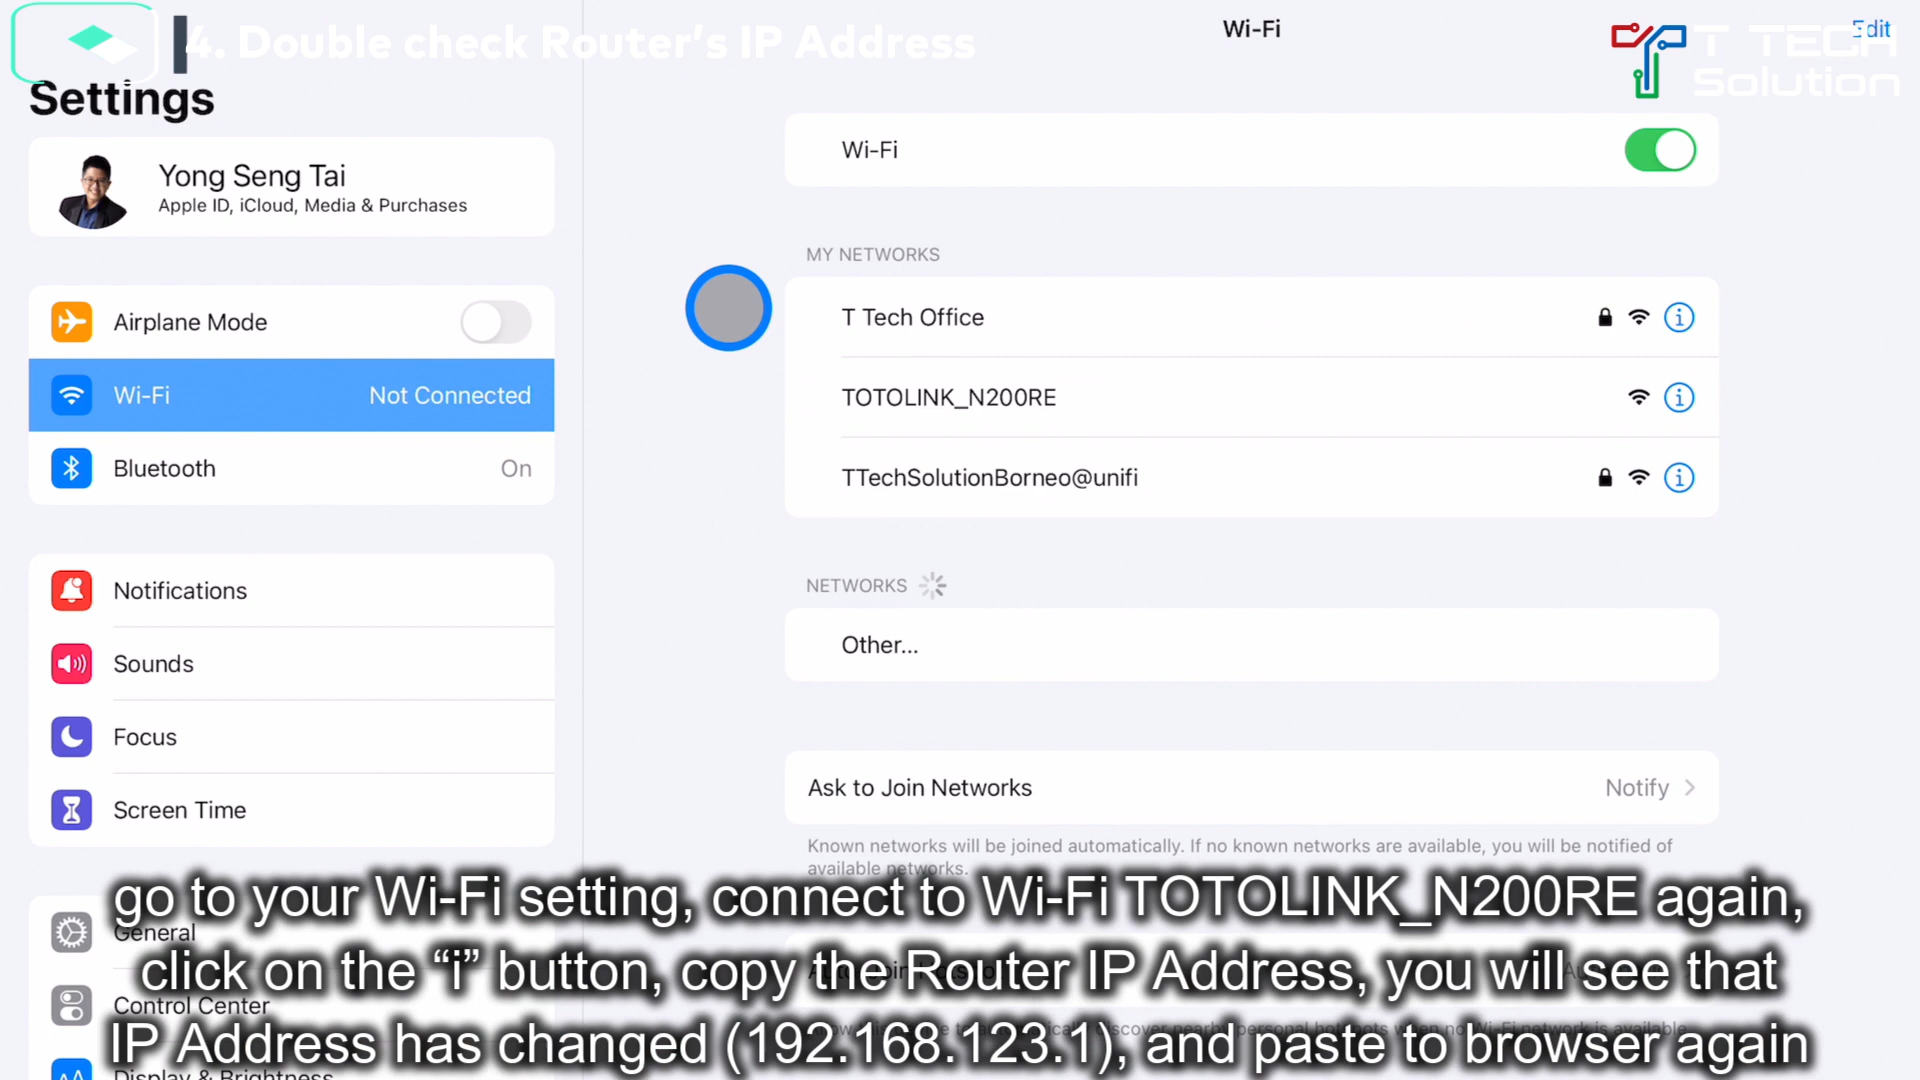 4. Double check Router's IP Address
Wi-Fi
Edit
T TECH
Solution
Settings
Yong Seng Tai
Apple ID, iCloud, Media & Purchases
Wi-Fi
MY NETWORKS
Airplane Mode
T Tech Office
Wi-Fi
Not Connected
TOTOLINK_N200RE
Bluetooth
On
TTechSolutionBorneo@unifi
Notifications
NETWORKS
Other...
Sounds
Focus
Ask to Join Networks
Notify
Screen Time
Known networks will be joined automatically. If no known networks are available, you will be notified of
available networks.
go to your Wi-Fi setting, connect to Wi-Fi TOTOLINK_N200RE again,
General
click on the “i” button, copy the Router IP Address, you will see that
Control Center
IP Address has changed (192.168.123.1), and paste to browser again
Display & Brightness